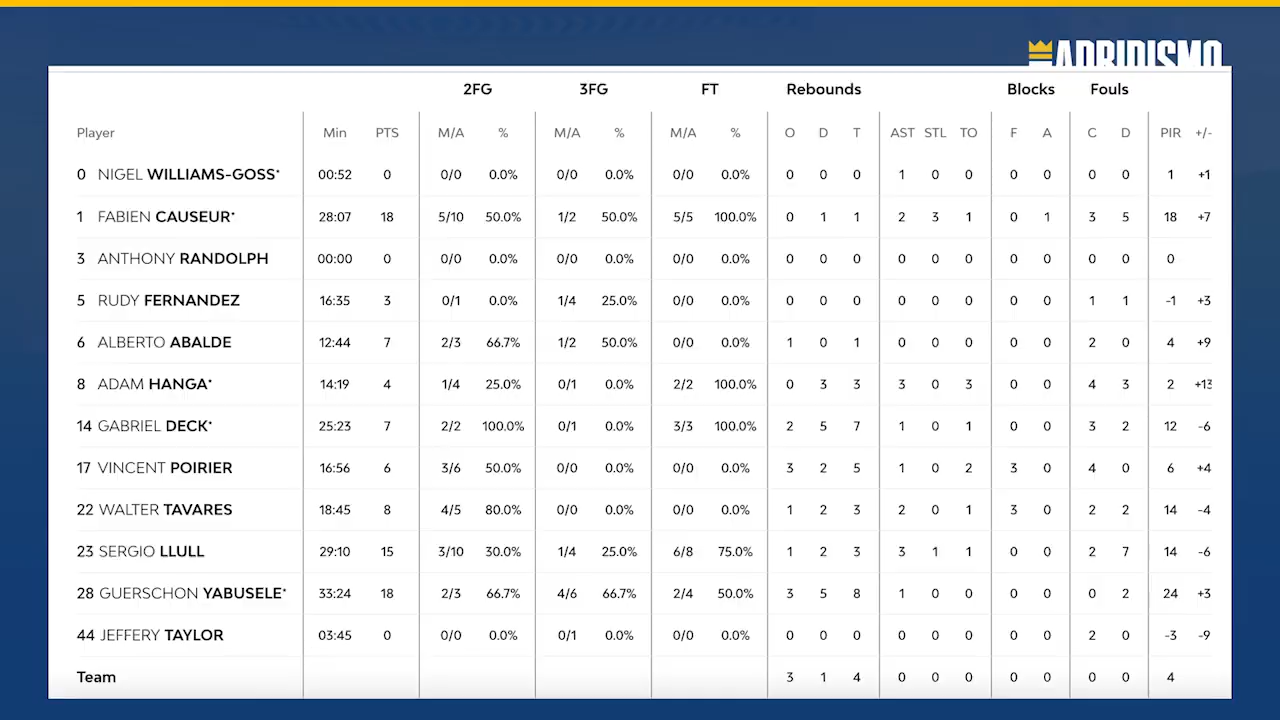 MADRIDISMO
2FG 3FG FT Rebounds Blocks Fouls
Player Min PTS M/A % M/A % M/A % O D T AST STL TO F A C D PIR +/-
0 NIGEL WILLIAMS-GOSS* 00:52 0 0/0 0.0% 0/0 0.0% 0/0 0.0% 0 0 0 1 0 0 0 0 0 0 1 +1
1 FABIEN CAUSEUR* 28:07 18 5/10 50.0% 1/2 50.0% 5/5 100.0% 0 1 1 2 3 1 0 1 3 5 18 +7
3 ANTHONY RANDOLPH 00:00 0 0/0 0.0% 0/0 0.0% 0/0 0.0% 0 0 0 0 0 0 0 0 0 0 0
5 RUDY FERNANDEZ 16:35 3 0/1 0.0% 1/4 25.0% 0/0 0.0% 0 0 0 0 0 0 0 0 1 1 -1 +3
6 ALBERTO ABALDE 12:44 7 2/3 66.7% 1/2 50.0% 0/0 0.0% 1 0 1 0 0 0 0 0 2 0 4 +9
8 ADAM HANGA* 14:19 4 1/4 25.0% 0/1 0.0% 2/2 100.0% 0 3 3 3 0 3 0 0 4 3 2 +13
14 GABRIEL DECK* 25:23 7 2/2 100.0% 0/1 0.0% 3/3 100.0% 2 5 7 1 0 1 0 0 3 2 12 -6
17 VINCENT POIRIER 16:56 6 3/6 50.0% 0/0 0.0% 0/0 0.0% 3 2 5 1 0 2 3 0 4 0 6 +4
22 WALTER TAVARES 18:45 8 4/5 80.0% 0/0 0.0% 0/0 0.0% 1 2 3 2 0 1 3 0 2 2 14 -4
23 SERGIO LLULL 29:10 15 3/10 30.0% 1/4 25.0% 6/8 75.0% 1 2 3 3 1 1 0 0 2 7 14 -6
28 GUERSCHON YABUSELE* 33:24 18 2/3 66.7% 4/6 66.7% 2/4 50.0% 3 5 8 1 0 0 0 0 0 2 24 +3
44 JEFFERY TAYLOR 03:45 0 0/0 0.0% 0/1 0.0% 0/0 0.0% 0 0 0 0 0 0 0 0 2 0 -3 -9
Team 3 1 4 0 0 0 0 0 0 0 4